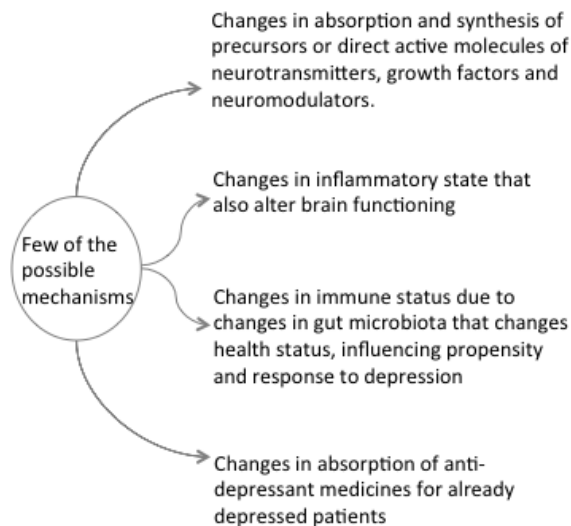 Changes in absorption and synthesis of
precursors or direct active molecules of
neurotransmitters, growth factors and
neuromodulators.
Changes in inflammatory state that
also alter brain functioning
Few of the
possible
mechanisms
Changes in immune status due to
changes in gut microbiota that changes
health status, influencing propensity
and response to depression
Changes in absorption of anti-
depressant medicines for already
depressed patients